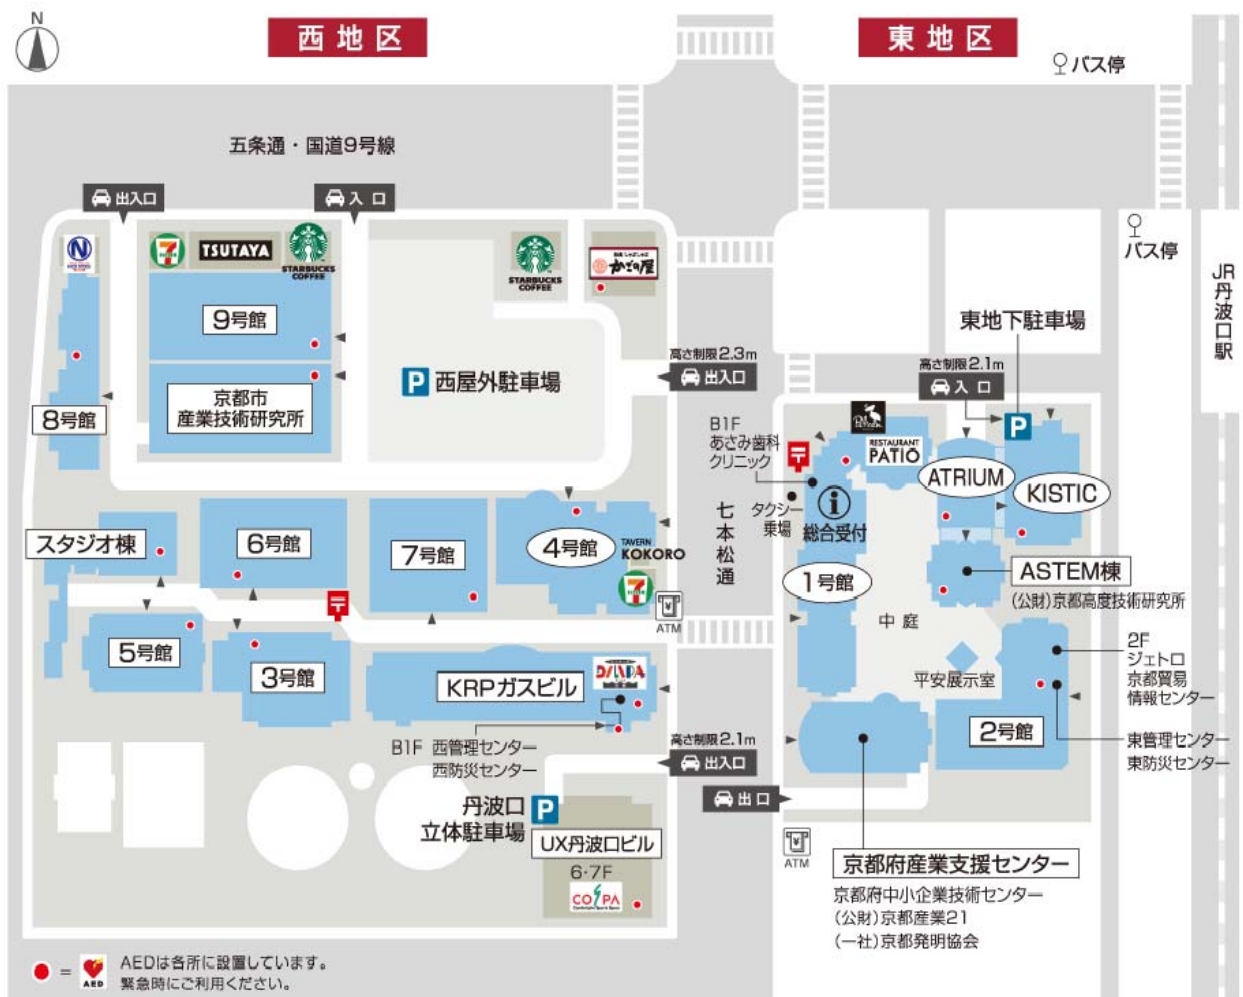 N
西地区
東地区
バス停
五条通・国道9号線
出入口
入口
TSUTAYA
STARBUCKS
COFFEE
STARBUCKS
COFFEE
かごの屋
バス停
JR丹波口駅
9号館
東地下駐車場
高さ制限2.3m
出入口
高さ制限2.1m
入口
P 西屋外駐車場
京都市
産業技術研究所
8号館
P
B1F
あさみ歯科
クリニック
RESTAURANT
PATIO
ATRIUM
KISTIC
タクシー
乗場
総合受付
七本松通
スタジオ棟
6号館
7号館
4号館
TAVERN
KOKORO
1号館
ASTEM棟
(公財)京都高度技術研究所
ATM
中庭
5号館
3号館
KRPガスビル
平安展示室
2F
ジェトロ
京都貿易
情報センター
2号館
東管理センター
東防災センター
B1F 西管理センター
西防災センター
高さ制限2.1m
出入口
出口
丹波口
立体駐車場
P
UX丹波口ビル
6・7F
COSPA
ATM
京都府産業支援センター
京都府中小企業技術センター
(公財)京都産業21
(一社)京都発明協会
= AED
AEDは各所に設置しています。
緊急時にご利用ください。